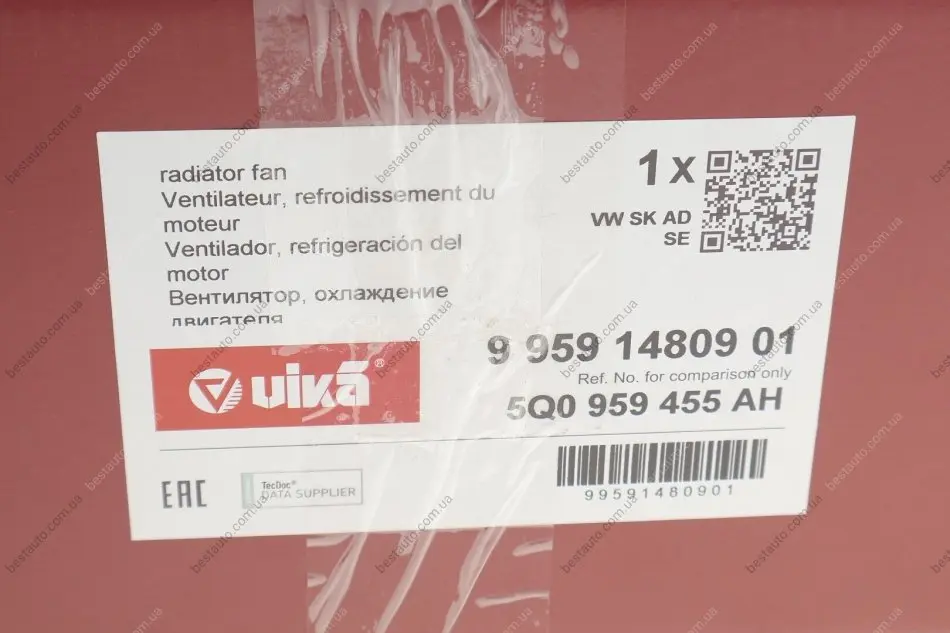 radiator fan
Ventilateur, refroidissement du
moteur
Ventilador, refrigeración del
motor
Вентилятор, охлаждение
двигателя
1 x
VW SK AD
SE
9 959 14809 01
Ref. No. for comparison only
5Q0 959 455 AH
vika®
99591480901
EAC
TecDoc®
DATA SUPPLIER
bestauto.com.ua